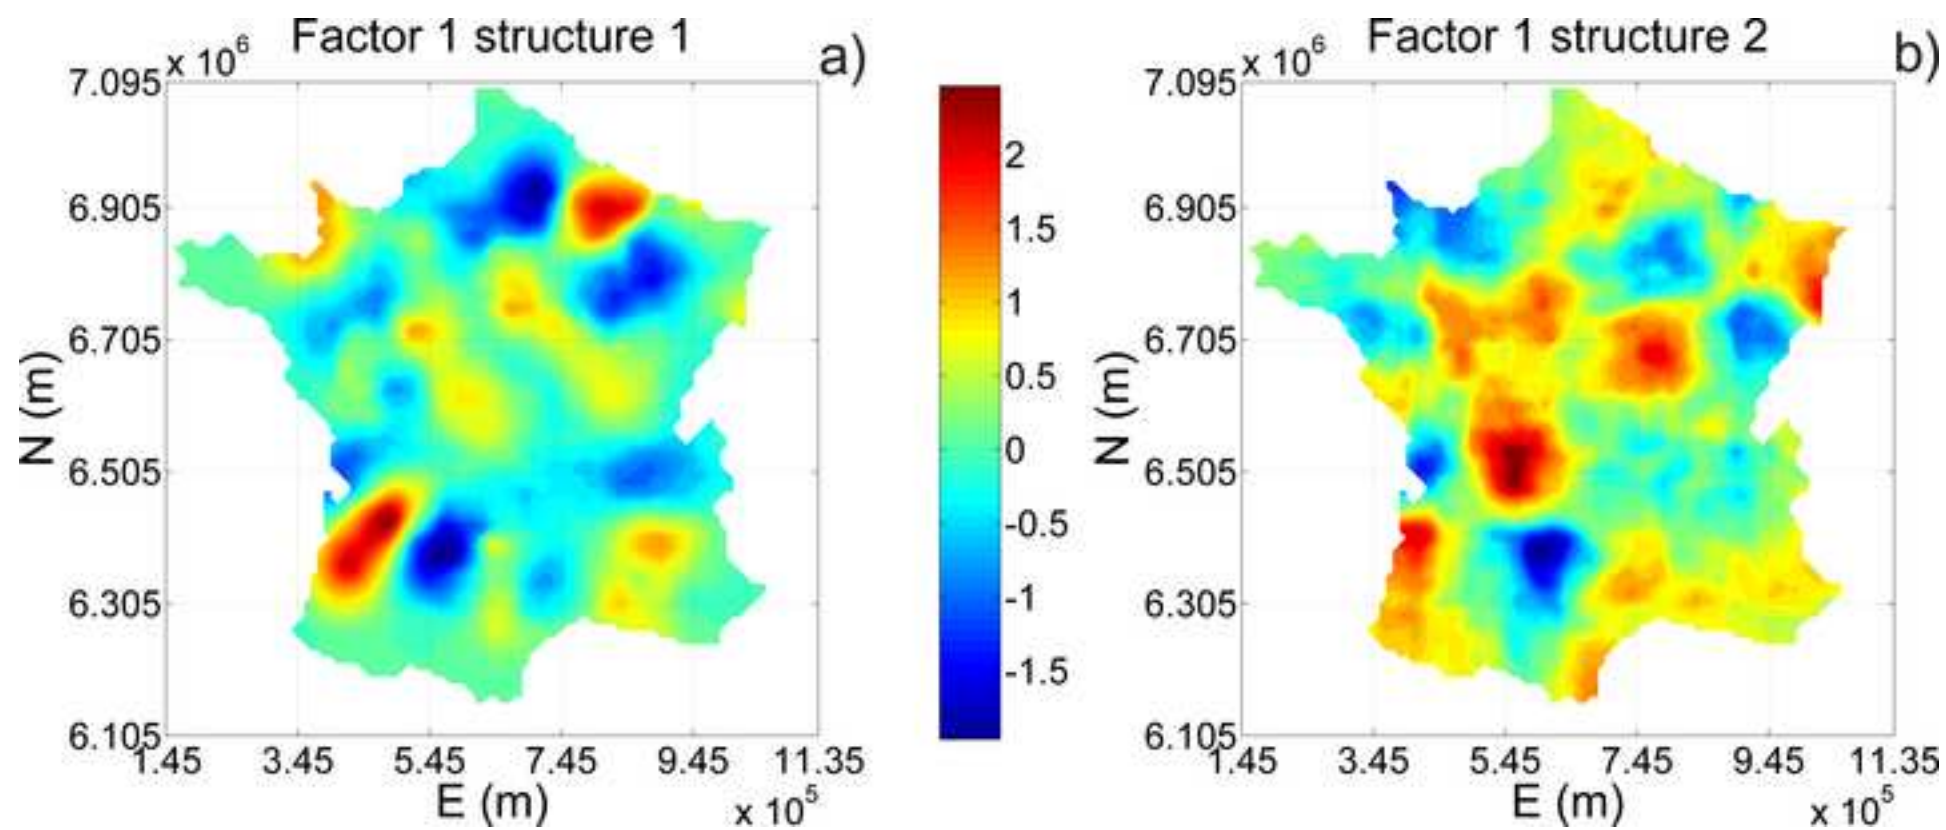 Factor 1 structure 1
a)
x 10^6
7.095
6.905
6.705
6.505
6.305
6.105
N (m)
1.45 3.45 5.45 7.45 9.45 11.35
E (m)
x 10^5
2
1.5
1
0.5
0
-0.5
-1
-1.5
Factor 1 structure 2
b)
x 10^6
7.095
6.905
6.705
6.505
6.305
6.105
N (m)
1.45 3.45 5.45 7.45 9.45 11.35
E (m)
x 10^5